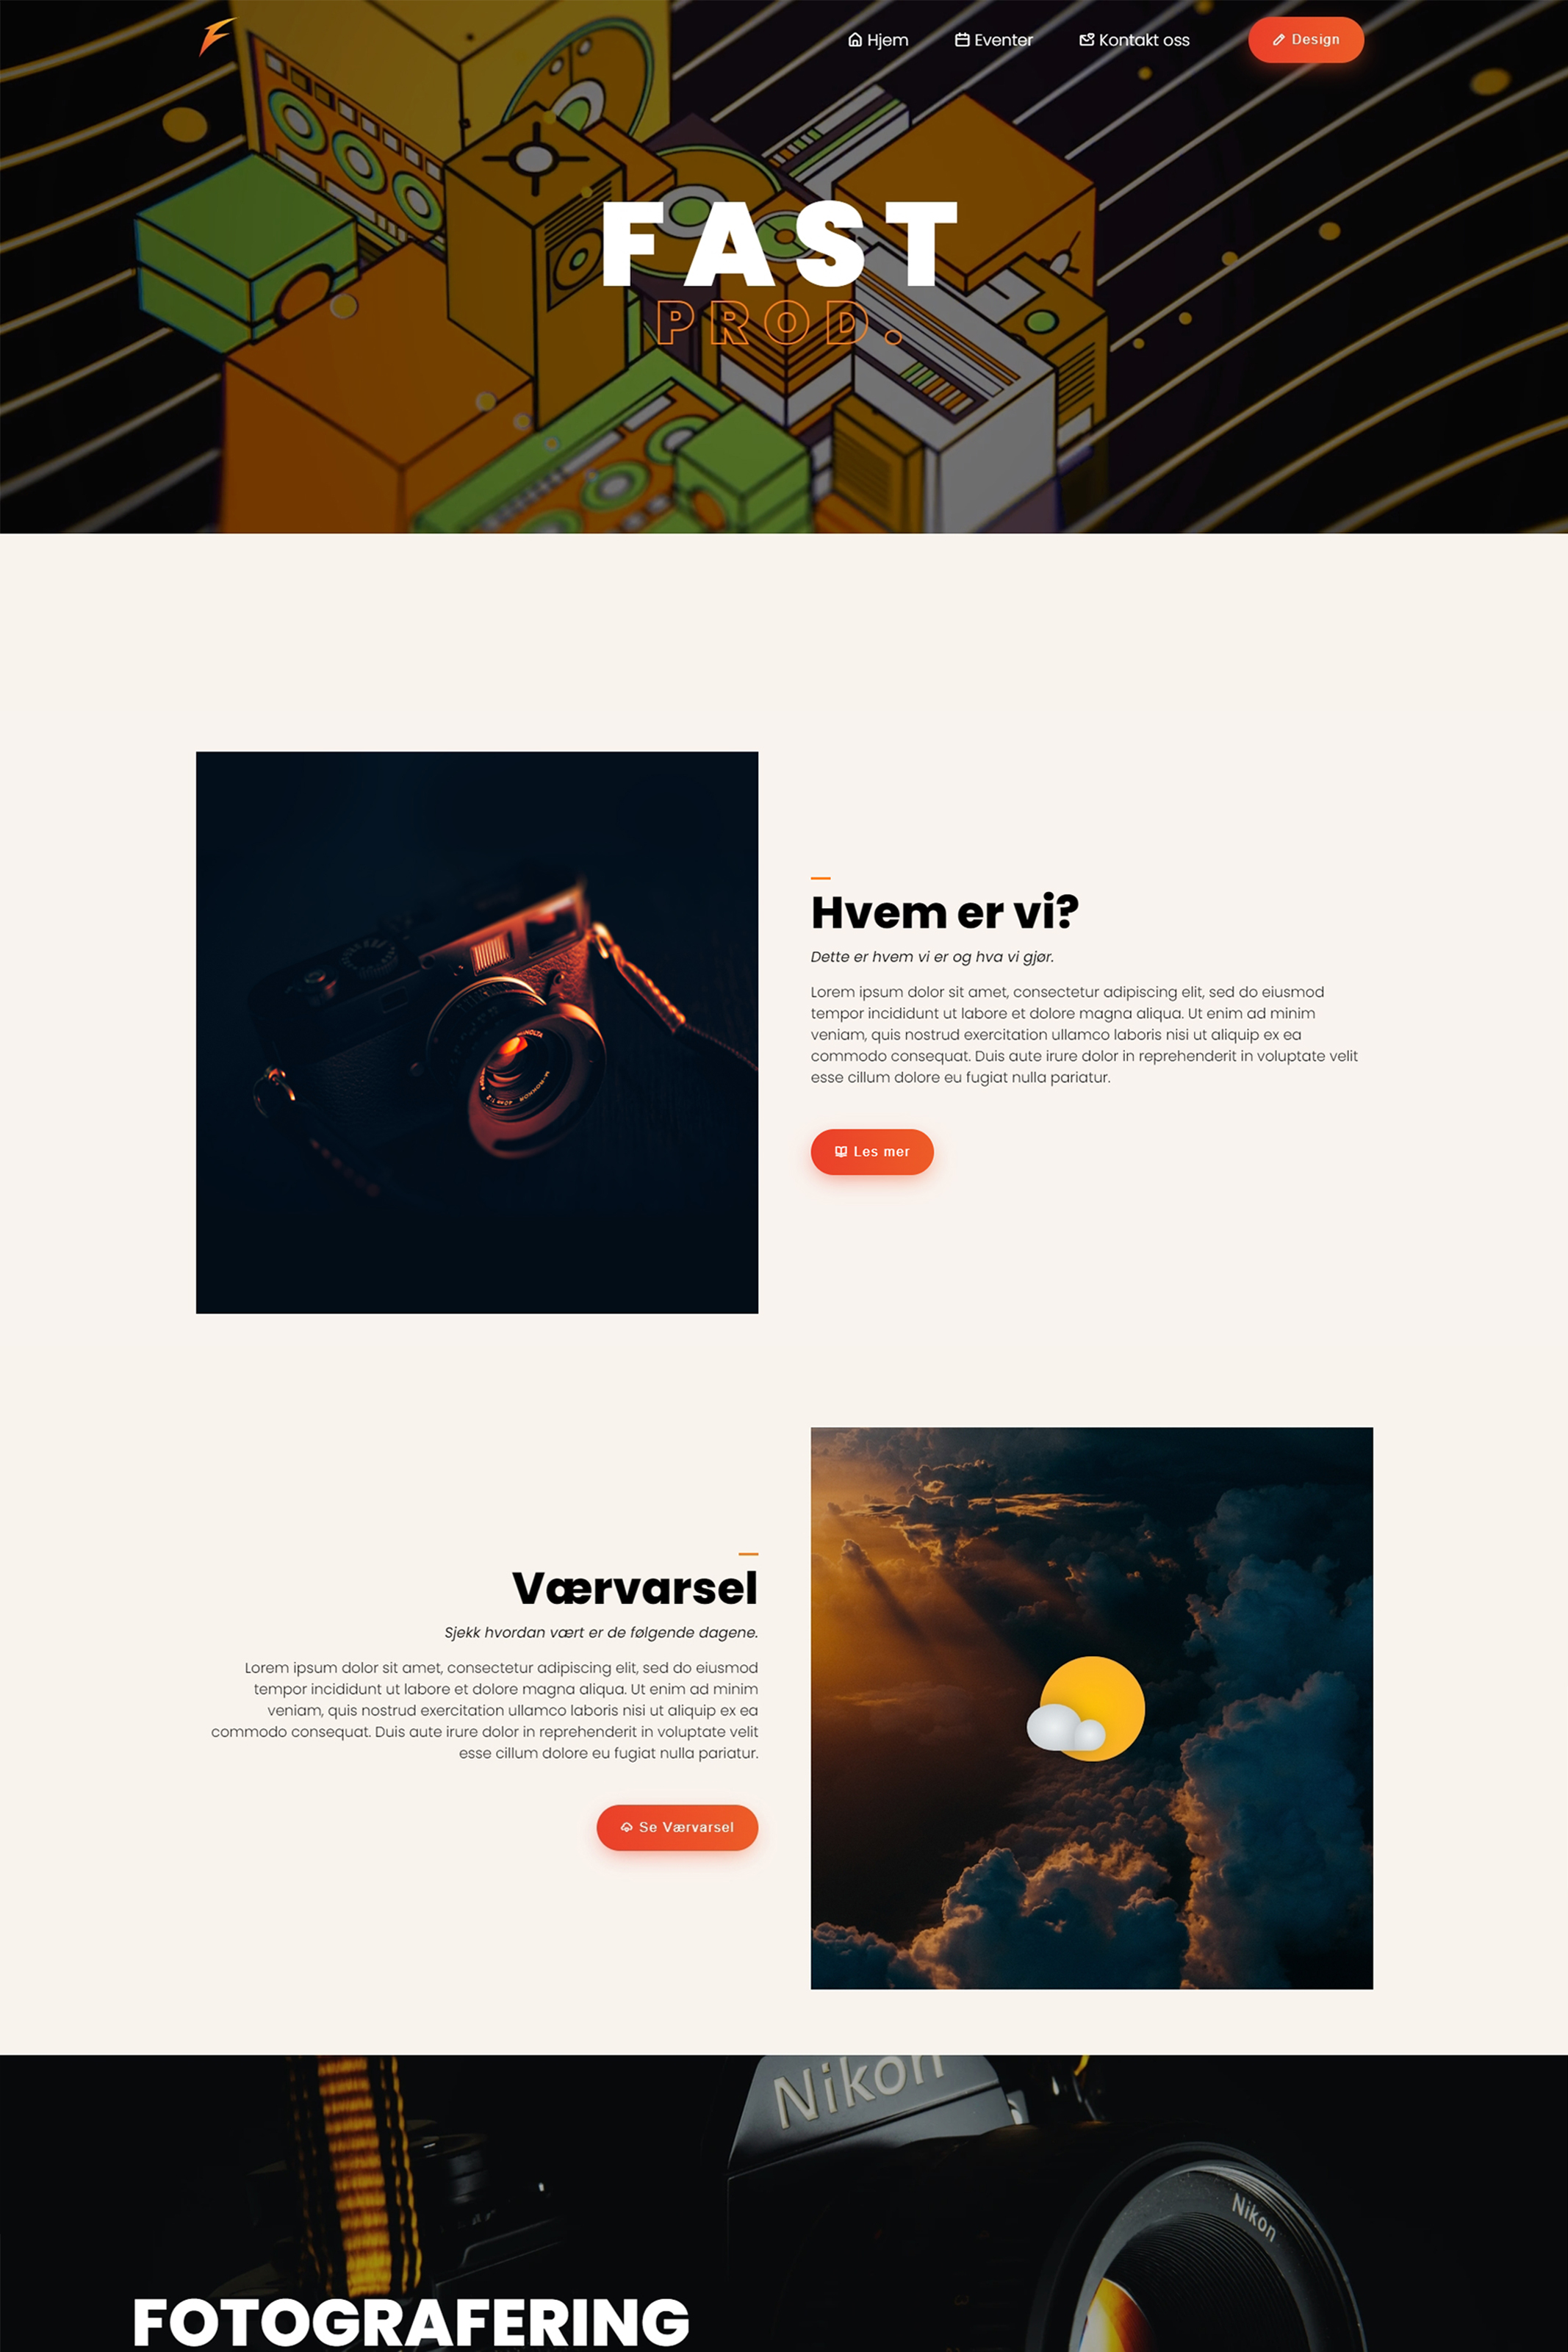 Hjem Eventer Kontakt oss Design
FAST
PROD.
Hvem er vi?
Dette er hvem vi er og hva vi gjør.
Lorem ipsum dolor sit amet, consectetur adipiscing elit, sed do eiusmod
tempor incididunt ut labore et dolore magna aliqua. Ut enim ad minim
veniam, quis nostrud exercitation ullamco laboris nisi ut aliquip ex ea
commodo consequat. Duis aute irure dolor in reprehenderit in voluptate velit
esse cillum dolore eu fugiat nulla pariatur.
Les mer
Værvarsel
Sjekk hvordan vært er de følgende dagene.
Lorem ipsum dolor sit amet, consectetur adipiscing elit, sed do eiusmod
tempor incididunt ut labore et dolore magna aliqua. Ut enim ad minim
veniam, quis nostrud exercitation ullamco laboris nisi ut aliquip ex ea
commodo consequat. Duis aute irure dolor in reprehenderit in voluptate velit
esse cillum dolore eu fugiat nulla pariatur.
Se Værvarsel
Nikon
Nikon
FOTOGRAFERING